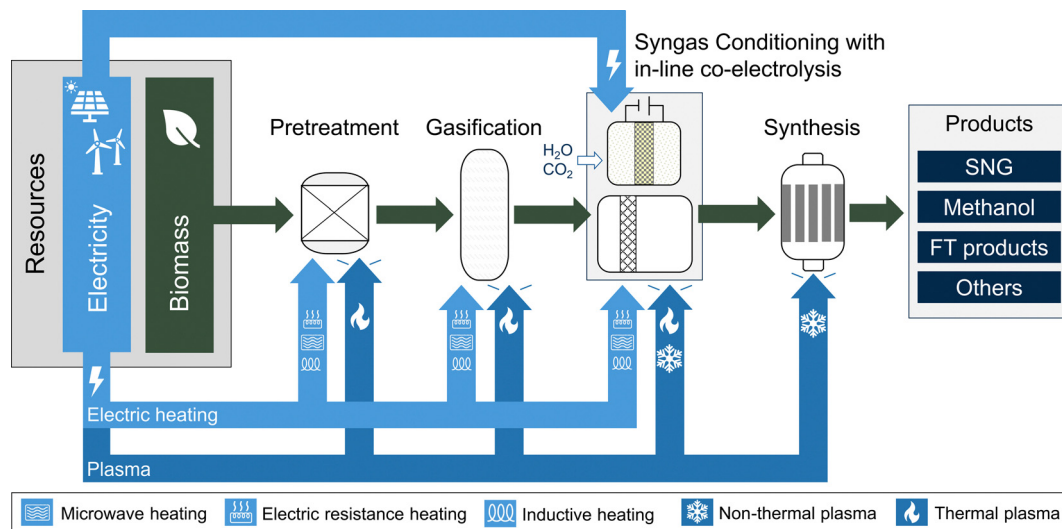 Syngas Conditioning with
in-line co-electrolysis
Resources
Electricity
Biomass
Pretreatment
Gasification
H₂O
CO₂
Synthesis
Products
SNG
Methanol
FT products
Others
Electric heating
Plasma
Microwave heating
Electric resistance heating
Inductive heating
Non-thermal plasma
Thermal plasma